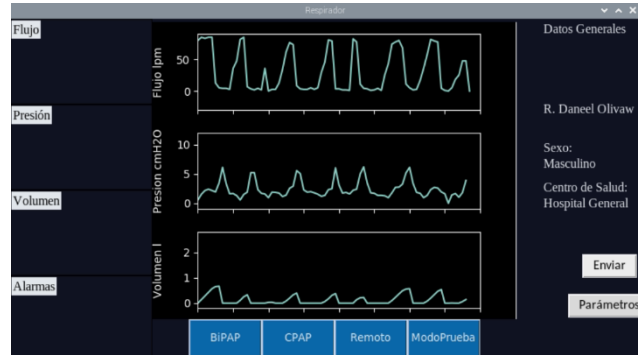 Respirador
Flujo
Presión
Volumen
Alarmas
Flujo lpm
50
0
Presion cmH2O
10
5
0
Volumen l
2
1
0
Datos Generales
R. Daneel Olivaw
Sexo:
Masculino
Centro de Salud:
Hospital General
Enviar
Parámetros
BiPAP
CPAP
Remoto
ModoPrueba